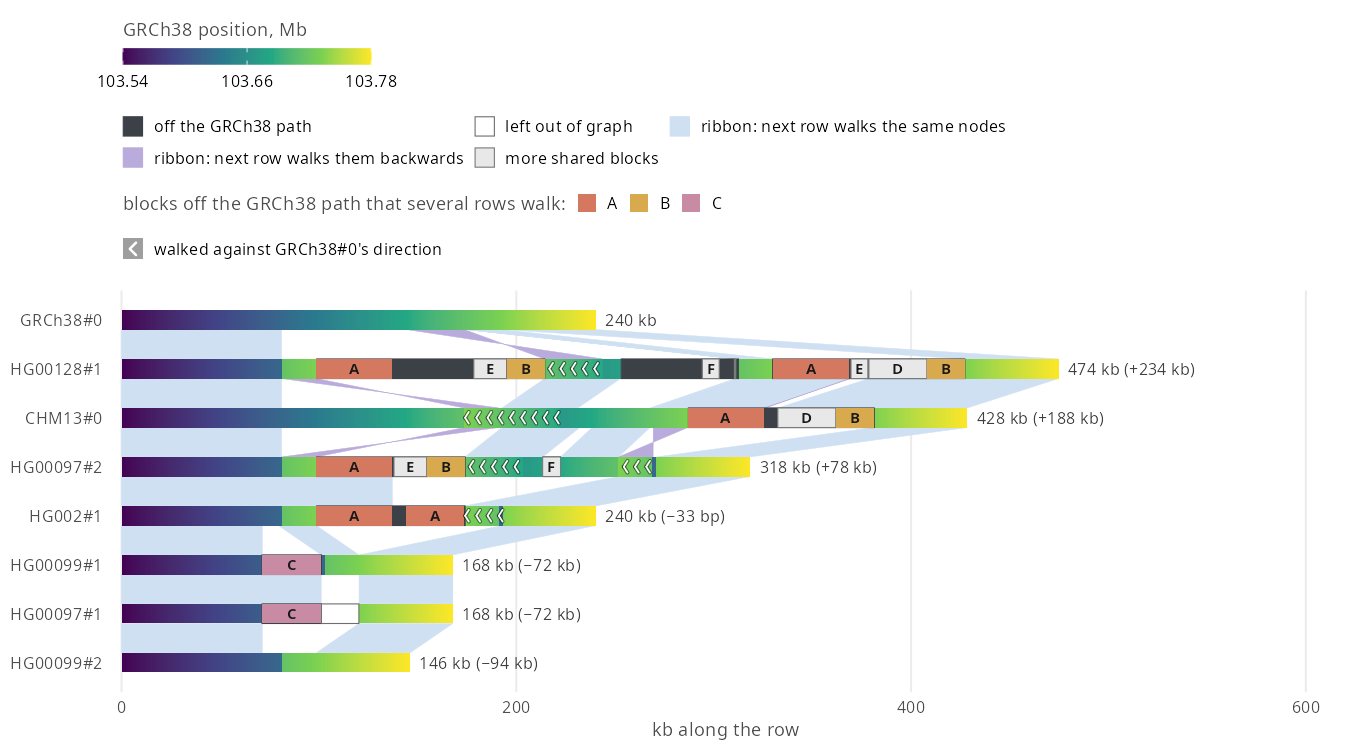 GRCh38 position, Mb
103.54 103.66 103.78
off the GRCh38 path left out of graph ribbon: next row walks the same nodes
ribbon: next row walks them backwards more shared blocks
blocks off the GRCh38 path that several rows walk: A B C
walked against GRCh38#0's direction
GRCh38#0 240 kb
HG00128#1 A E B F A E D B 474 kb (+234 kb)
CHM13#0 A D B 428 kb (+188 kb)
HG00097#2 A E B F 318 kb (+78 kb)
HG002#1 A A 240 kb (−33 bp)
HG00099#1 C 168 kb (−72 kb)
HG00097#1 C 168 kb (−72 kb)
HG00099#2 146 kb (−94 kb)
0 200 400 600
kb along the row